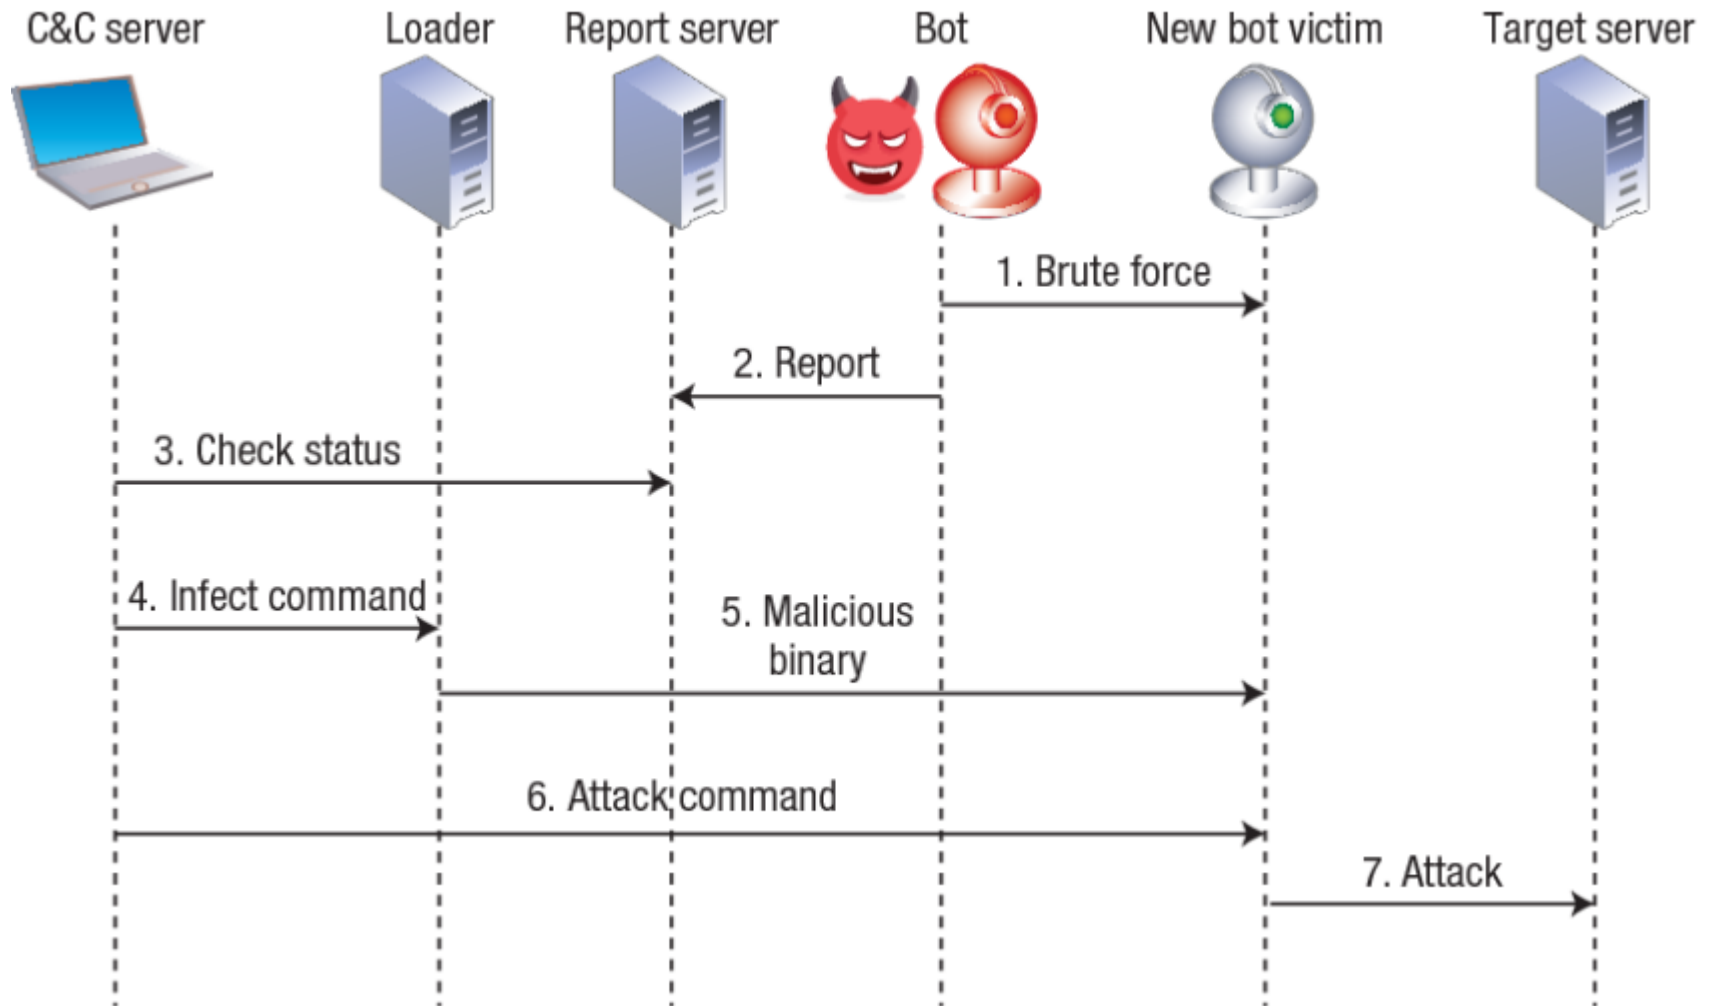 C&C server
Loader
Report server
Bot
New bot victim
Target server
1. Brute force
2. Report
3. Check status
4. Infect command
5. Malicious
binary
6. Attack command
7. Attack